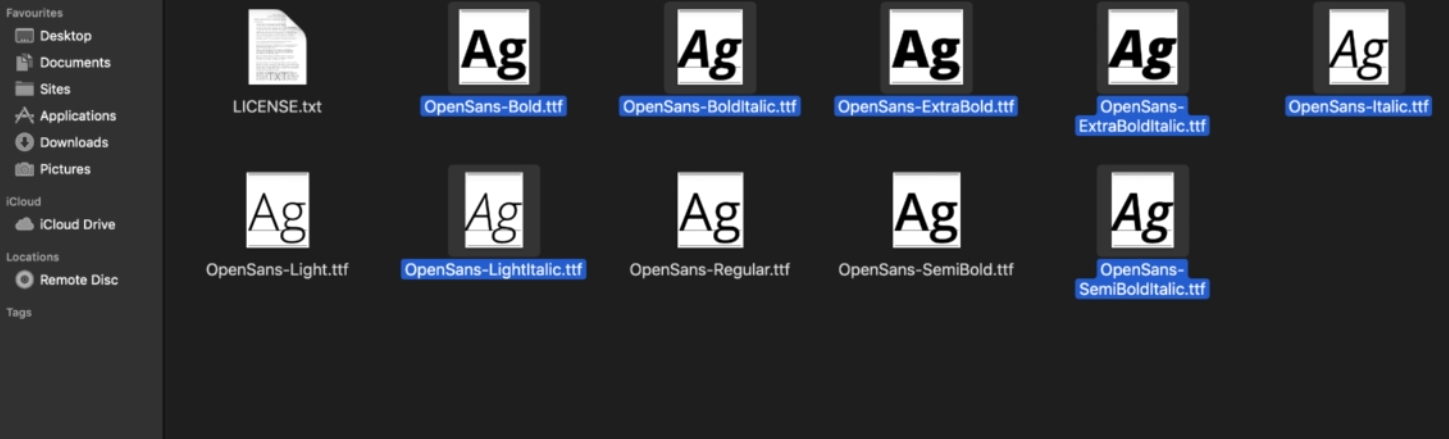 Favourites
Desktop
Documents
Sites
Applications
Downloads
Pictures
iCloud
iCloud Drive
Locations
Remote Disc
Tags
TXT
LICENSE.txt
Ag
OpenSans-Bold.ttf
Ag
OpenSans-BoldItalic.ttf
Ag
OpenSans-ExtraBold.ttf
Ag
OpenSans-
ExtraBoldItalic.ttf
Ag
OpenSans-Italic.ttf
Ag
OpenSans-Light.ttf
Ag
OpenSans-LightItalic.ttf
Ag
OpenSans-Regular.ttf
Ag
OpenSans-SemiBold.ttf
Ag
OpenSans-
SemiBoldItalic.ttf